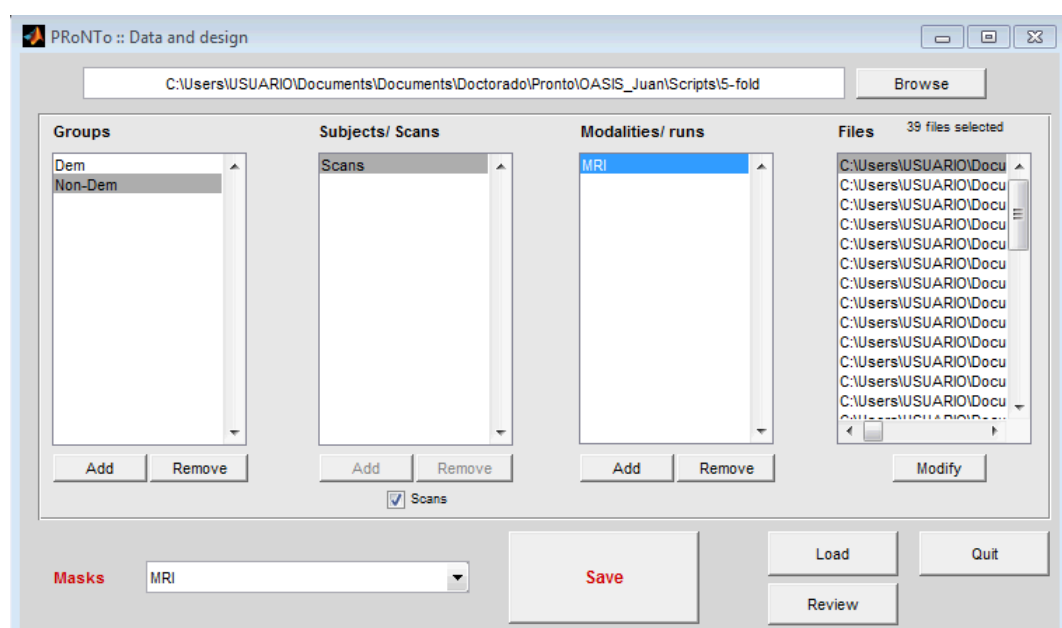 PRoNTo :: Data and design
C:\Users\USUARIO\Documents\Documents\Doctorado\Pronto\OASIS_Juan\Scripts\5-fold
Browse
Groups
Subjects/ Scans
Modalities/ runs
Files
39 files selected
Dem
Non-Dem
Scans
MRI
C:\Users\USUARIO\Docu
C:\Users\USUARIO\Docu
C:\Users\USUARIO\Docu
C:\Users\USUARIO\Docu
C:\Users\USUARIO\Docu
C:\Users\USUARIO\Docu
C:\Users\USUARIO\Docu
C:\Users\USUARIO\Docu
C:\Users\USUARIO\Docu
C:\Users\USUARIO\Docu
C:\Users\USUARIO\Docu
C:\Users\USUARIO\Docu
C:\Users\USUARIO\Docu
Add
Remove
Add
Remove
Add
Remove
Modify
Scans
Masks
MRI
Save
Load
Quit
Review